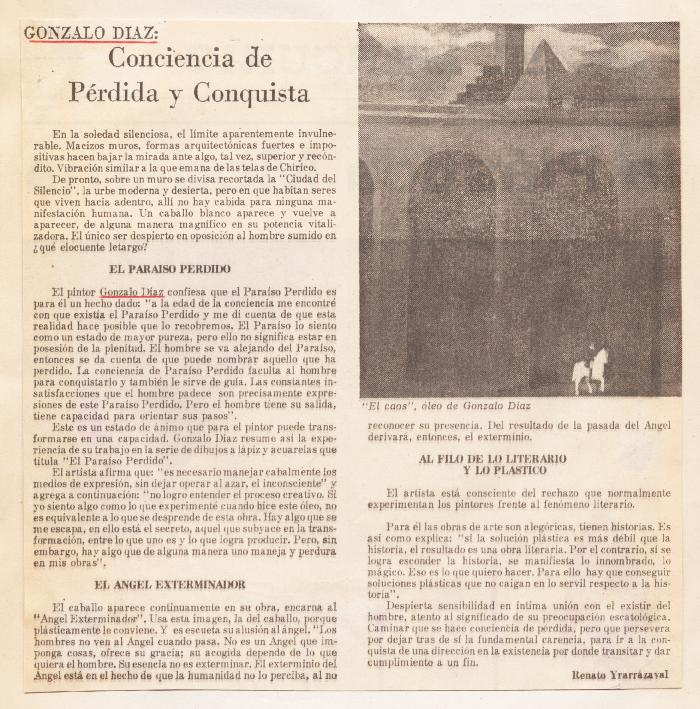 GONZALO DIAZ:
Conciencia de
Pérdida y Conquista
En la soledad silenciosa, el límite aparentemente invulne-
rable. Macizos muros, formas arquitectónicas fuertes e impo-
sitivas hacen bajar la mirada ante algo, tal vez, superior y recón-
dito. Vibración similar a la que emana de las telas de Chirico.
De pronto, sobre un muro se divisa recortada la "Ciudad del
Silencio", la urbe moderna y desierta, pero en que habitan seres
que viven hacia adentro, allí no hay cabida para ninguna ma-
nifestación humana. Un caballo blanco aparece y vuelve a
aparecer, de alguna manera magnífico en su potencia vitali-
zadora. El único ser despierto en oposición al hombre sumido en
¿qué elocuente letargo?
EL PARAISO PERDIDO
El pintor Gonzalo Díaz confiesa que el Paraíso Perdido es
para él un hecho dado: "a la edad de la conciencia me encontré
con que existía el Paraíso Perdido y me di cuenta de que esta
realidad hace posible que lo recobremos. El Paraíso lo siento
como un estado de mayor pureza, pero ello no significa estar en
posesión de la plenitud. El hombre se va alejando del Paraíso,
entonces se da cuenta de que puede nombrar aquello que ha
perdido. La conciencia de Paraíso Perdido faculta al hombre
para conquistarlo y también le sirve de guía. Las constantes in-
satisfacciones que el hombre padece son precisamente expre-
siones de este Paraíso Perdido. Pero el hombre tiene su salida,
tiene capacidad para orientar sus pasos".
Este es un estado de ánimo que para el pintor puede trans-
formarse en una capacidad. Gonzalo Díaz resume así la expe-
riencia de su trabajo en la serie de dibujos a lápiz y acuarelas que
titula "El Paraíso Perdido".
El artista afirma que: "es necesario manejar cabalmente los
medios de expresión, sin dejar operar al azar, el inconsciente" y
agrega a continuación: "no logro entender el proceso creativo. Si
yo siento algo como lo que experimenté cuando hice este óleo, no
es equivalente a lo que se desprende de esta obra. Hay algo que se
me escapa, en ello está el secreto, aquel que subyace en la trans-
formación, entre lo que uno es y lo que logra producir. Pero, sin
embargo, hay algo de que alguna manera uno maneja y perdura
en mis obras".
EL ANGEL EXTERMINADOR
El caballo aparece continuamente en su obra, encarna al
"Angel Exterminador". Usa esta imagen, la del caballo, porque
plásticamente le conviene. Y es escueta su alusión al ángel. "Los
hombres no ven al Angel cuando pasa. No es un Angel que im-
ponga cosas, ofrece su gracia; su acogida depende de lo que
quiera el hombre. Su esencia no es exterminar. El exterminio del
Angel está en el hecho de que la humanidad no lo perciba, al no
"El caos", óleo de Gonzalo Díaz
reconocer su presencia. Del resultado de la pasada del Angel
derivará, entonces, el exterminio.
AL FILO DE LO LITERARIO
Y LO PLASTICO
El artista está consciente del rechazo que normalmente
experimentan los pintores frente al fenómeno literario.
Para él las obras de arte son alegóricas, tienen historias. Es
así como explica: "si la solución plástica es más débil que la
historia, el resultado es una obra literaria. Por el contrario, si se
logra esconder la historia, se manifiesta lo innombrado, lo
mágico. Eso es lo que quiero hacer. Para ello hay que conseguir
soluciones plásticas que no caigan en lo servil respecto a la his-
toria".
Despierta sensibilidad en íntima unión con el existir del
hombre, atento al significado de su preocupación escatológica.
Caminar que se hace conciencia de pérdida, pero que persevera
por dejar tras de sí la fundamental carencia, para ir a la con-
quista de una dirección en la existencia por donde transitar y dar
cumplimiento a un fin.
Renato Yrarrázaval